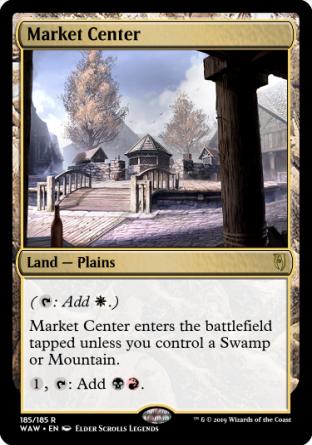 Market Center
Land — Plains
(T: Add W.)
Market Center enters the battlefield
tapped unless you control a Swamp
or Mountain.
1, T: Add BR.
185/185 R
WAW • EN ELDER SCROLLS LEGENDS
™ & © 2019 Wizards of the Coast